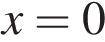 x = 0